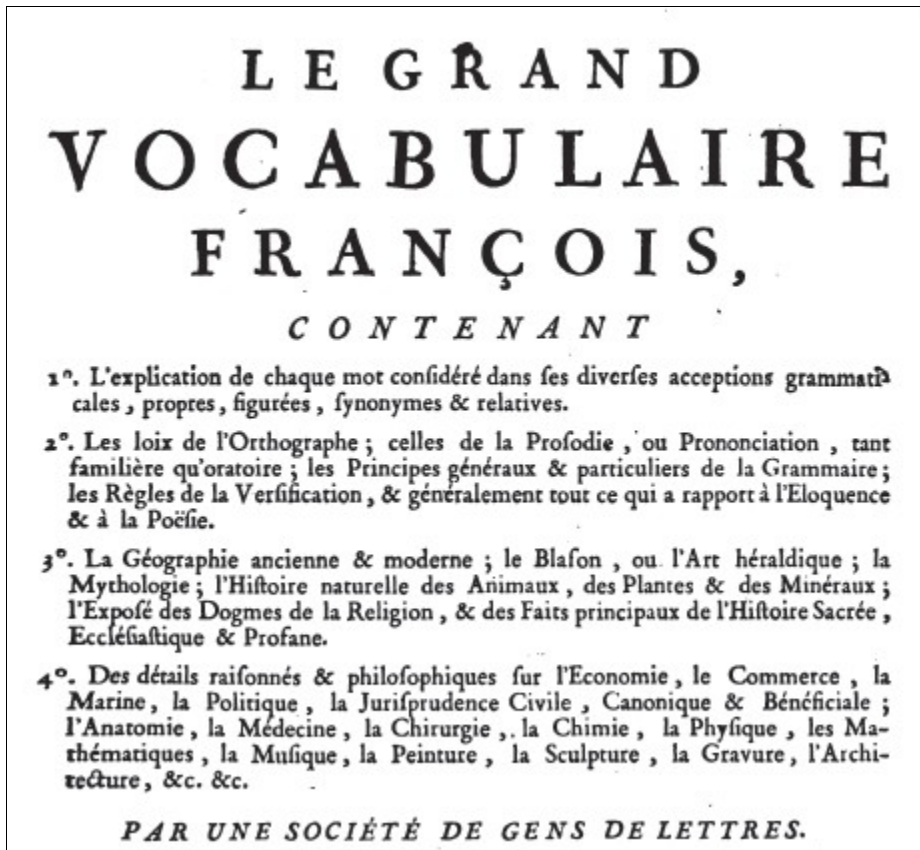 LE GRAND
VOCABULAIRE
FRANÇOIS,
CONTENANT
1°. L'explication de chaque mot conſidéré dans ſes diverſes acceptions grammati-
cales, propres, figurées, ſynonymes & relatives.
2°. Les loix de l'Orthographe; celles de la Proſodie, ou Prononciation, tant
familière qu'oratoire; les Principes généraux & particuliers de la Grammaire;
les Règles de la Verſification, & généralement tout ce qui a rapport à l'Eloquence
& à la Poëſie.
3°. La Géographie ancienne & moderne; le Blaſon, ou l'Art héraldique; la
Mythologie; l'Hiſtoire naturelle des Animaux, des Plantes & des Minéraux;
l'Expoſé des Dogmes de la Religion, & des Faits principaux de l'Hiſtoire Sacrée,
Eccléſiaſtique & Profane.
4°. Des détails raiſonnés & philoſophiques ſur l'Economie, le Commerce, la
Marine, la Politique, la Juriſprudence Civile, Canonique & Bénéficiale;
l'Anatomie, la Médecine, la Chirurgie, la Chimie, la Phyſique, les Ma-
thématiques, la Muſique, la Peinture, la Sculpture, la Gravure, l'Archi-
tecture, &c. &c.
PAR UNE SOCIÉTÉ DE GENS DE LETTRES.